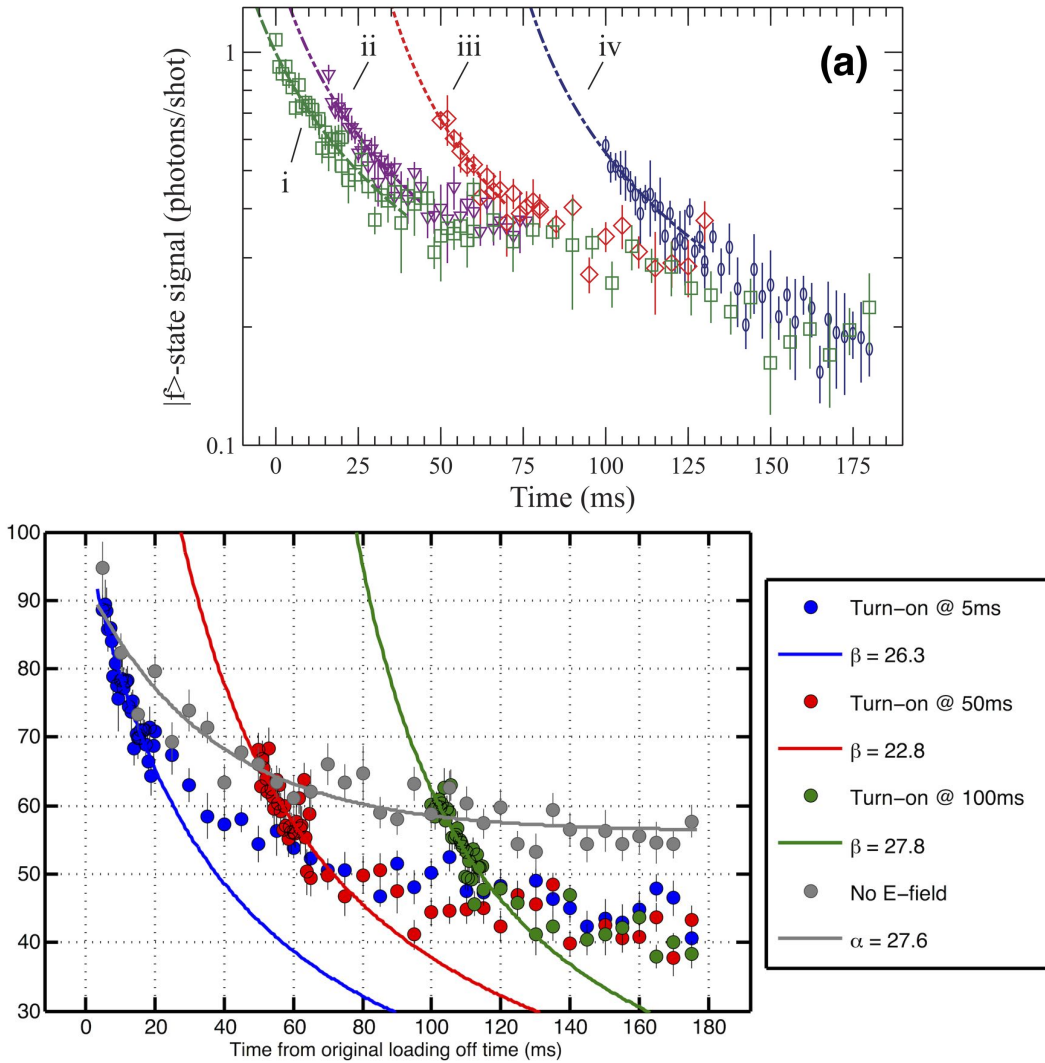 (a)
ii
iii
iv
i
1
0.1
|f>-state signal (photons/shot)
0 25 50 75 100 125 150 175
Time (ms)
100
90
80
70
60
50
40
30
0 20 40 60 80 100 120 140 160 180
Time from original loading off time (ms)
Turn-on @ 5ms
β = 26.3
Turn-on @ 50ms
β = 22.8
Turn-on @ 100ms
β = 27.8
No E-field
α = 27.6